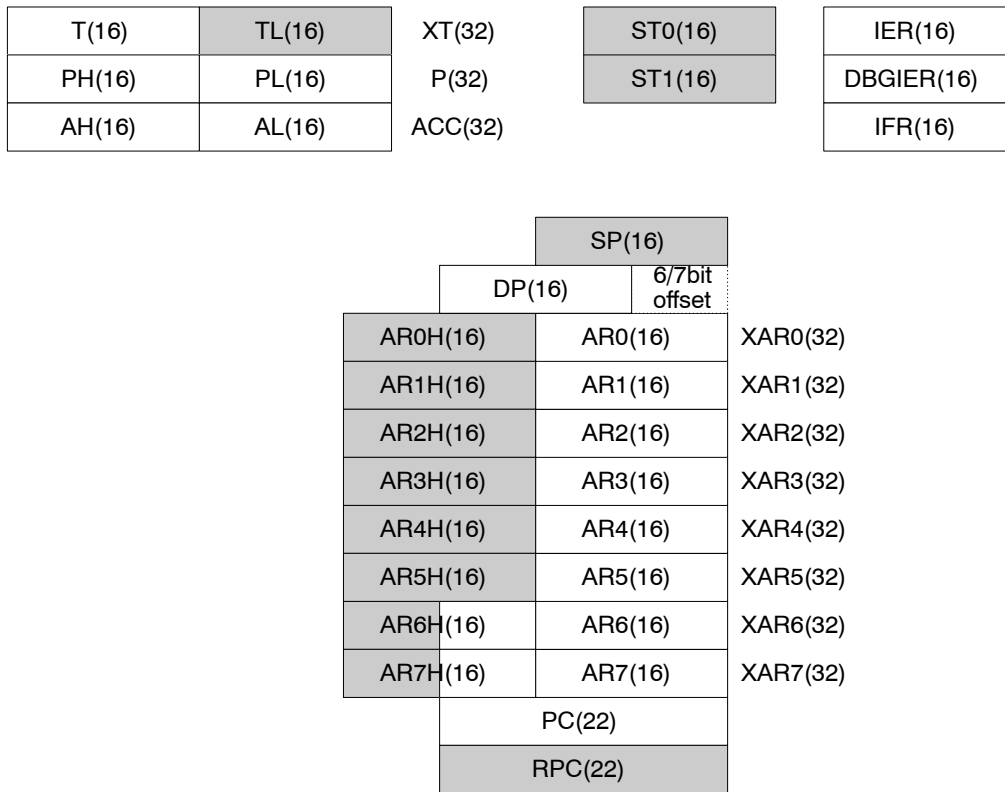 T(16) TL(16) XT(32) ST0(16) IER(16)
PH(16) PL(16) P(32) ST1(16) DBGIER(16)
AH(16) AL(16) ACC(32) IFR(16)
SP(16)
DP(16) 6/7bit
offset
AR0H(16) AR0(16) XAR0(32)
AR1H(16) AR1(16) XAR1(32)
AR2H(16) AR2(16) XAR2(32)
AR3H(16) AR3(16) XAR3(32)
AR4H(16) AR4(16) XAR4(32)
AR5H(16) AR5(16) XAR5(32)
AR6H(16) AR6(16) XAR6(32)
AR7H(16) AR7(16) XAR7(32)
PC(22)
RPC(22)